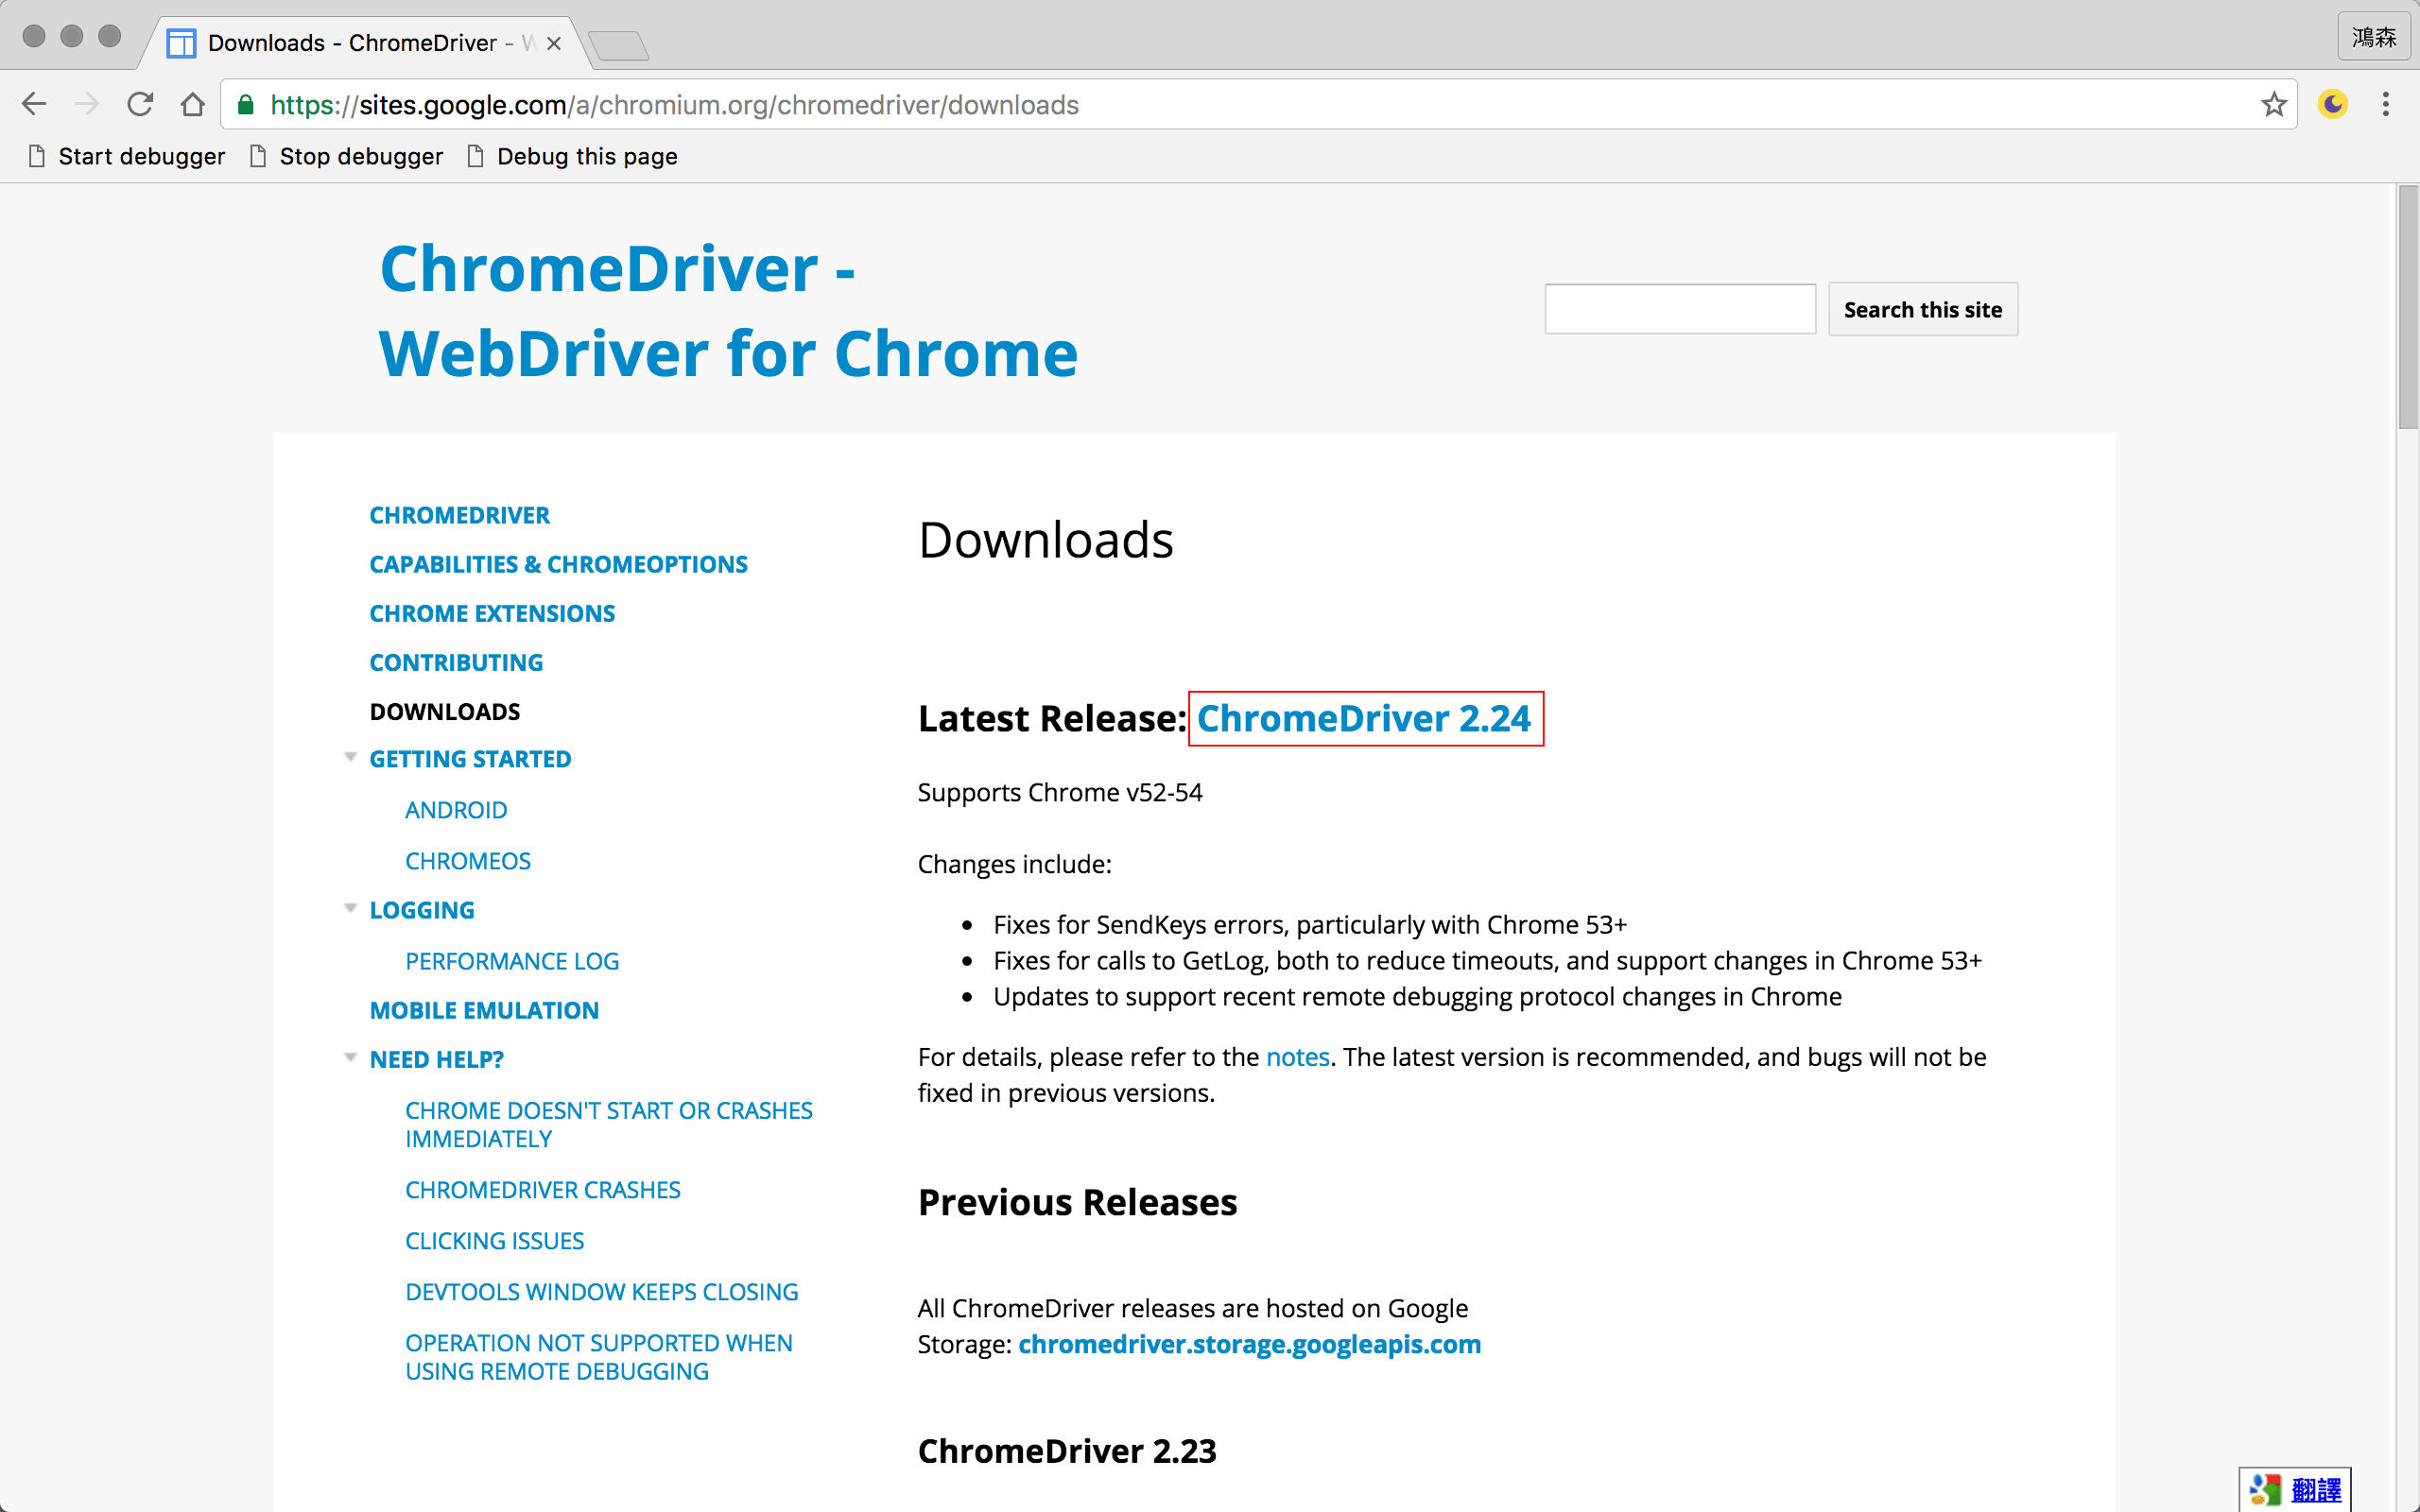 Downloads - ChromeDriver - W
鴻森
https://sites.google.com/a/chromium.org/chromedriver/downloads
Start debugger
Stop debugger
Debug this page
ChromeDriver -
WebDriver for Chrome
Search this site
CHROMEDRIVER
CAPABILITIES & CHROMEOPTIONS
CHROME EXTENSIONS
CONTRIBUTING
DOWNLOADS
GETTING STARTED
ANDROID
CHROMEOS
LOGGING
PERFORMANCE LOG
MOBILE EMULATION
NEED HELP?
CHROME DOESN'T START OR CRASHES
IMMEDIATELY
CHROMEDRIVER CRASHES
CLICKING ISSUES
DEVTOOLS WINDOW KEEPS CLOSING
OPERATION NOT SUPPORTED WHEN
USING REMOTE DEBUGGING
Downloads
Latest Release: ChromeDriver 2.24
Supports Chrome v52-54
Changes include:
Fixes for SendKeys errors, particularly with Chrome 53+
Fixes for calls to GetLog, both to reduce timeouts, and support changes in Chrome 53+
Updates to support recent remote debugging protocol changes in Chrome
For details, please refer to the notes. The latest version is recommended, and bugs will not be
fixed in previous versions.
Previous Releases
All ChromeDriver releases are hosted on Google
Storage: chromedriver.storage.googleapis.com
ChromeDriver 2.23
翻譯